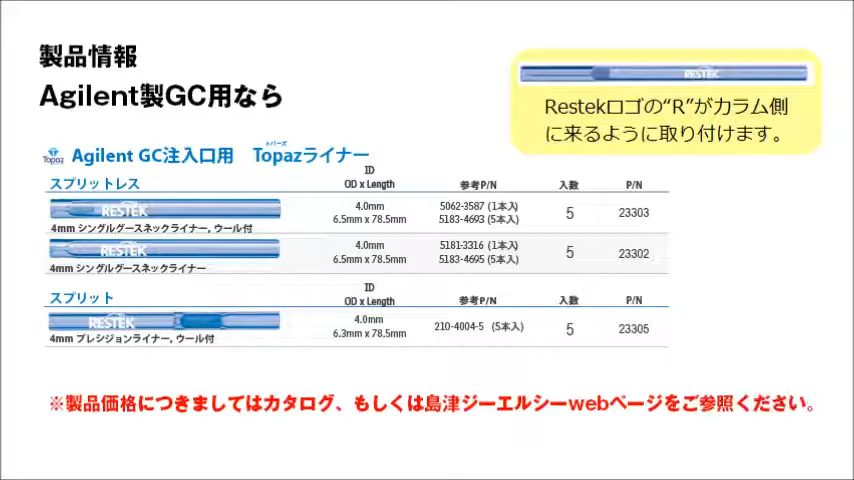 製品情報
Agilent製GC用なら
RESTEK
Restekロゴの“R”がカラム側
に来るように取り付けます。
Topaz Agilent GC注入口用 トパーズ Topazライナー
スプリットレス ID OD x Length 参考P/N 入数 P/N
RESTEK
4mm シングルグースネックライナー, ウール付
4.0mm
6.5mm x 78.5mm
5062-3587 (1本入)
5183-4693 (5本入)
5
23303
RESTEK
4mm シングルグースネックライナー
4.0mm
6.5mm x 78.5mm
5181-3316 (1本入)
5183-4695 (5本入)
5
23302
スプリット ID OD x Length 参考P/N 入数 P/N
RESTEK
4mm プレシジョンライナー, ウール付
4.0mm
6.3mm x 78.5mm
210-4004-5 (5本入)
5
23305
※製品価格につきましてはカタログ、もしくは島津ジーエルシーwebページをご参照ください。